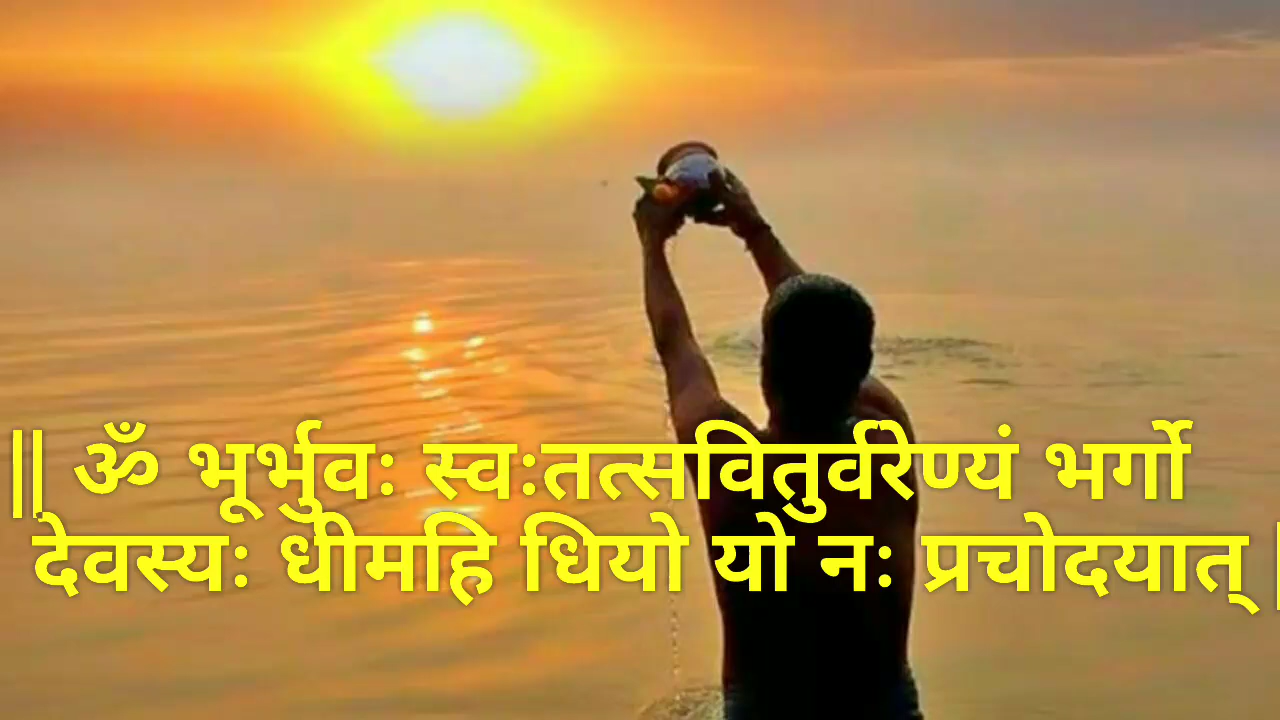 || ॐ भूर्भुवः स्वःतत्सवितुर्वरेण्यं भर्गो
देवस्यः धीमहि धियो यो नः प्रचोदयात् |